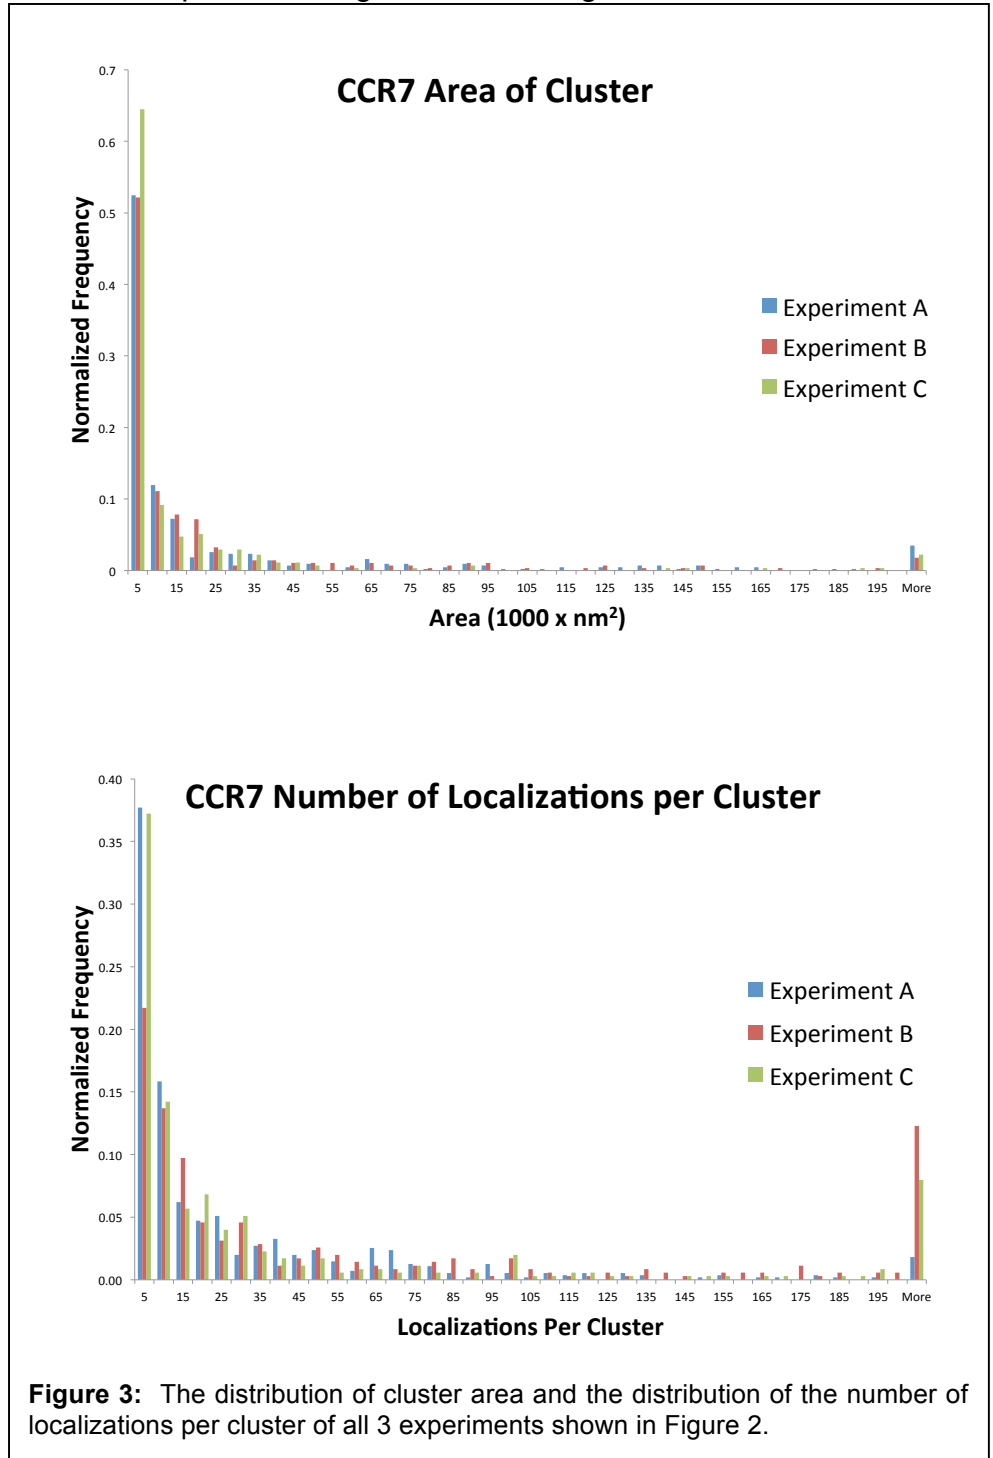 CCR7 Area of Cluster
0.7
0.6
0.5
0.4
0.3
0.2
0.1
0
Normalized Frequency
Experiment A
Experiment B
Experiment C
5 15 25 35 45 55 65 75 85 95 105 115 125 135 145 155 165 175 185 195 More
Area (1000 x nm²)
CCR7 Number of Localizations per Cluster
0.40
0.35
0.30
0.25
0.20
0.15
0.10
0.05
0.00
Normalized Frequency
Experiment A
Experiment B
Experiment C
5 15 25 35 45 55 65 75 85 95 105 115 125 135 145 155 165 175 185 195 More
Localizations Per Cluster
Figure 3: The distribution of cluster area and the distribution of the number of
localizations per cluster of all 3 experiments shown in Figure 2.